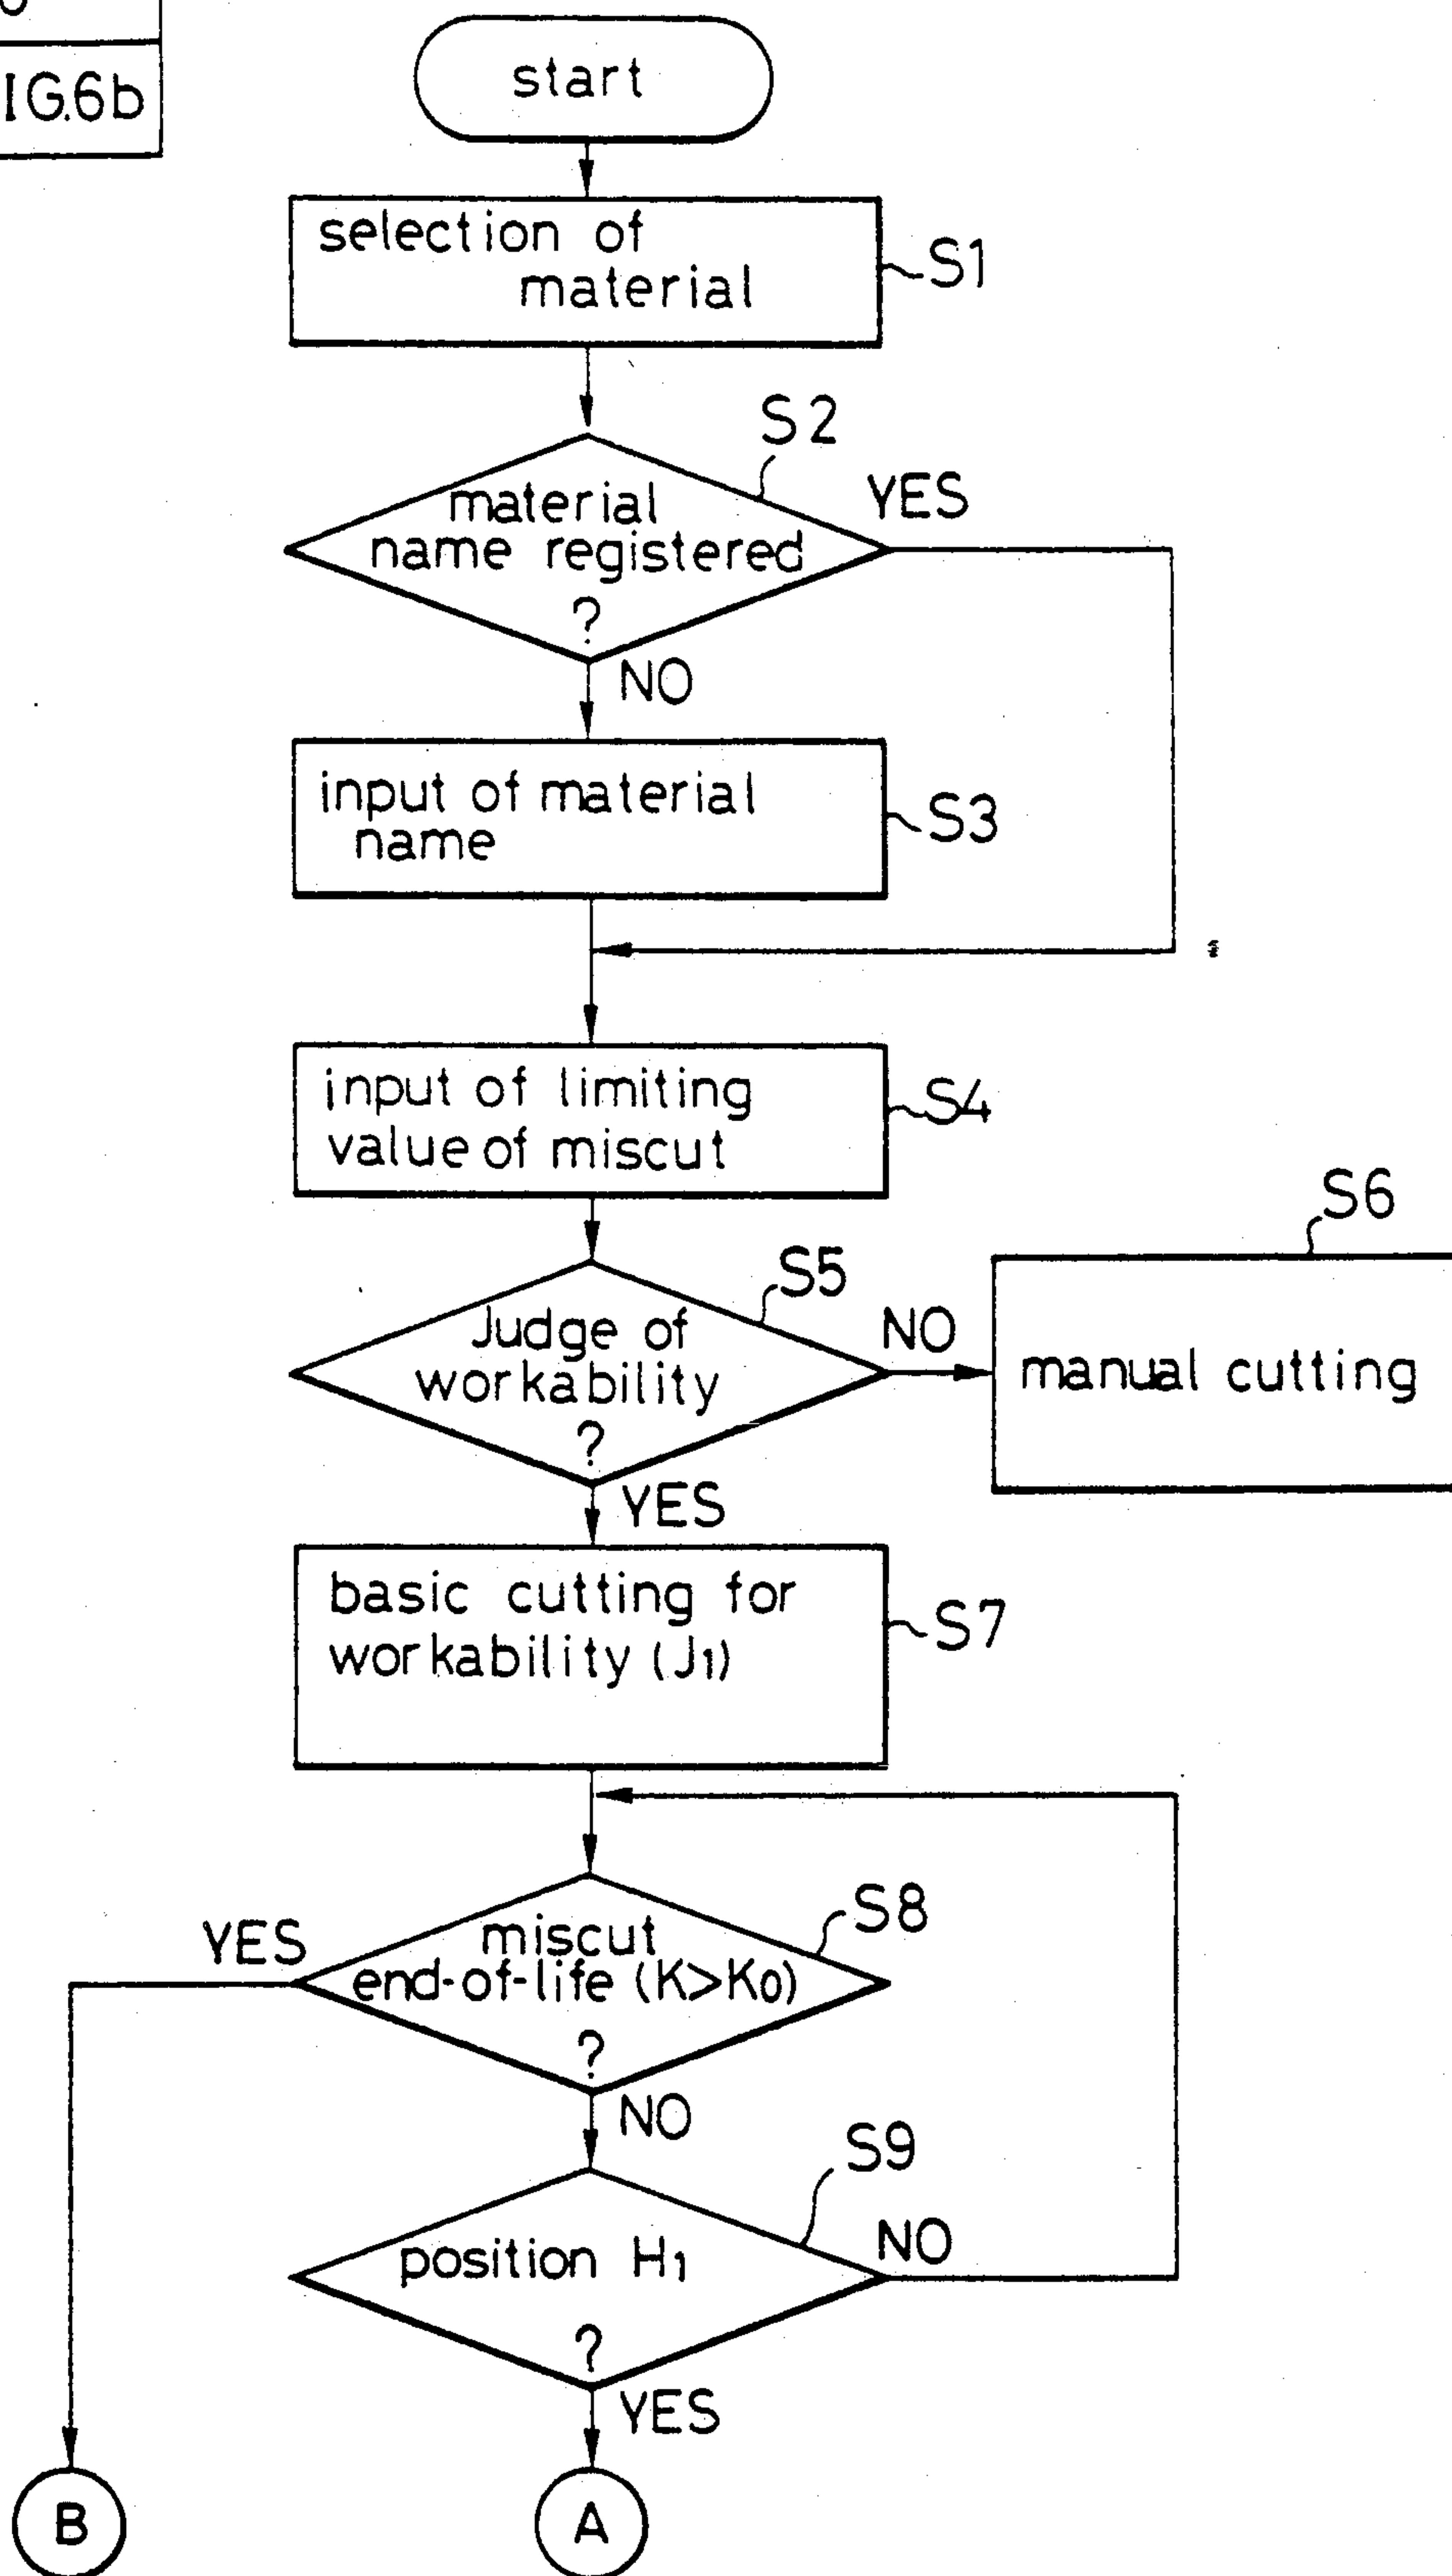 IG.6b
start
selection of
material
S1
S2
material
name registered
?
YES
NO
input of material
name
S3
input of limiting
value of miscut
S4
S5
Judge of
workability
?
NO
YES
S6
manual cutting
basic cutting for
workability (J1)
S7
S8
miscut
end-of-life (K>K0)
?
YES
NO
S9
position H1
?
NO
YES
B
A